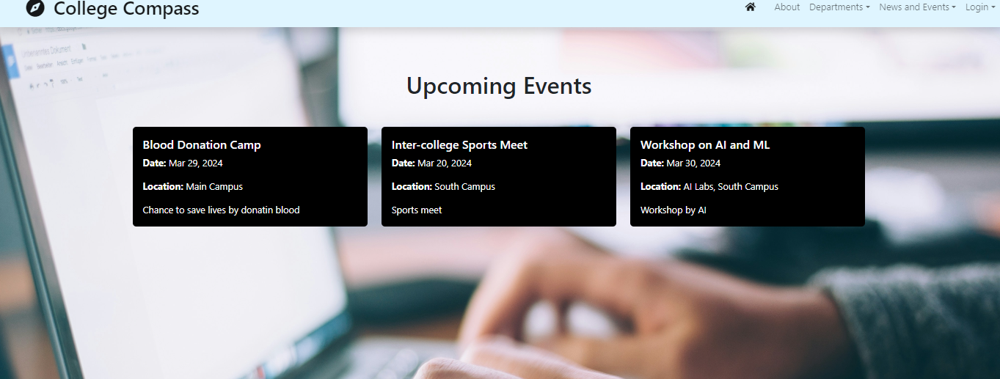 College Compass
About Departments News and Events Login
Unbenanntes Dokument
Upcoming Events
Blood Donation Camp
Date: Mar 29, 2024
Location: Main Campus
Chance to save lives by donatin blood
Inter-college Sports Meet
Date: Mar 20, 2024
Location: South Campus
Sports meet
Workshop on AI and ML
Date: Mar 30, 2024
Location: AI Labs, South Campus
Workshop by AI